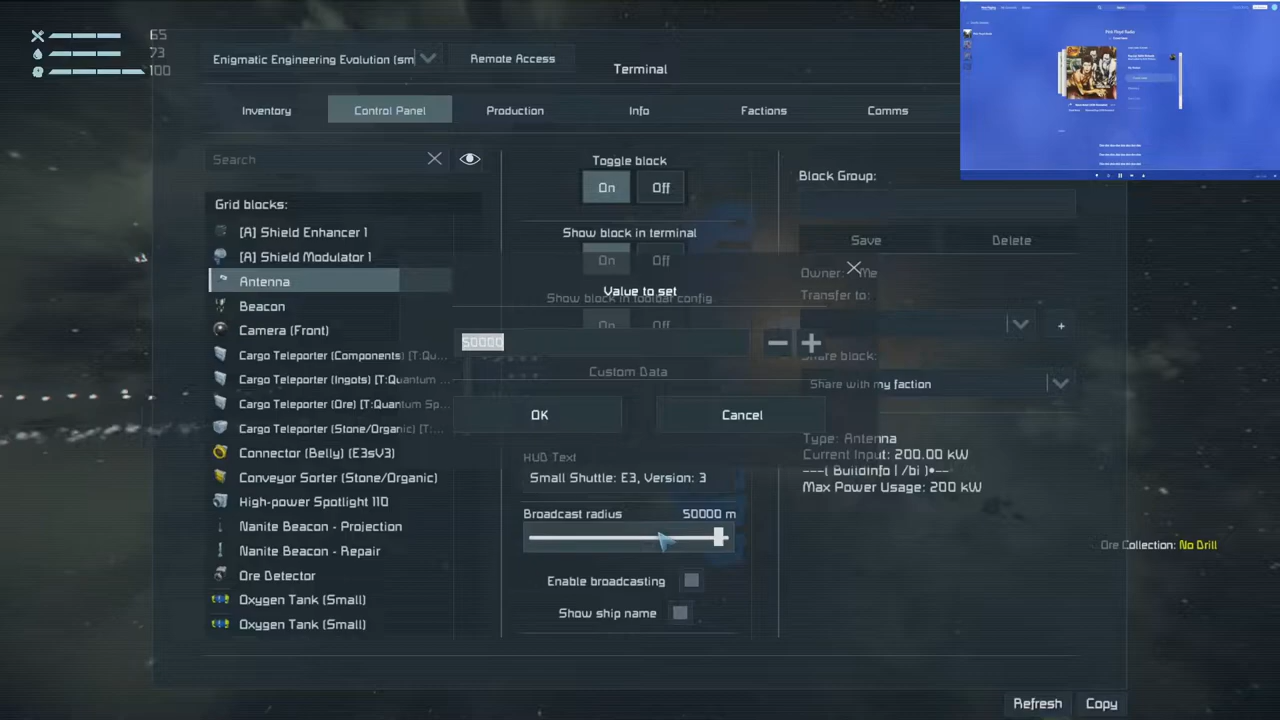 65
73
100
Enigmatic Engineering Evolution (sm
Remote Access
Terminal
Inventory
Control Panel
Production
Info
Factions
Comms
Search
Grid blocks:
[A] Shield Enhancer 1
[A] Shield Modulator 1
Antenna
Beacon
Camera (Front)
Cargo Teleporter (Components) [T:Qu...
Cargo Teleporter (Ingots) [T:Quantum...
Cargo Teleporter (Ore) [T:Quantum Sp...
Cargo Teleporter (Stone/Organic) [T:...
Connector (Belly) (E3sV3)
Conveyor Sorter (Stone/Organic)
High-power Spotlight 110
Nanite Beacon - Projection
Nanite Beacon - Repair
Ore Detector
Oxygen Tank (Small)
Oxygen Tank (Small)
Toggle block
On Off
Show block in terminal
On Off
Value to set
Show block in toolbar config
On Off
50000
Custom Data
OK
Cancel
HUD Text
Small Shuttle: E3, Version: 3
Broadcast radius 50000 m
Enable broadcasting
Show ship name
Block Group:
Save Delete
Owner: Me
Transfer to:
+
Share block:
Share with my faction
Type: Antenna
Current Input: 200.00 kW
---( BuildInfo | /bi )•--
Max Power Usage: 200 kW
Ore Collection: No Drill
Refresh Copy